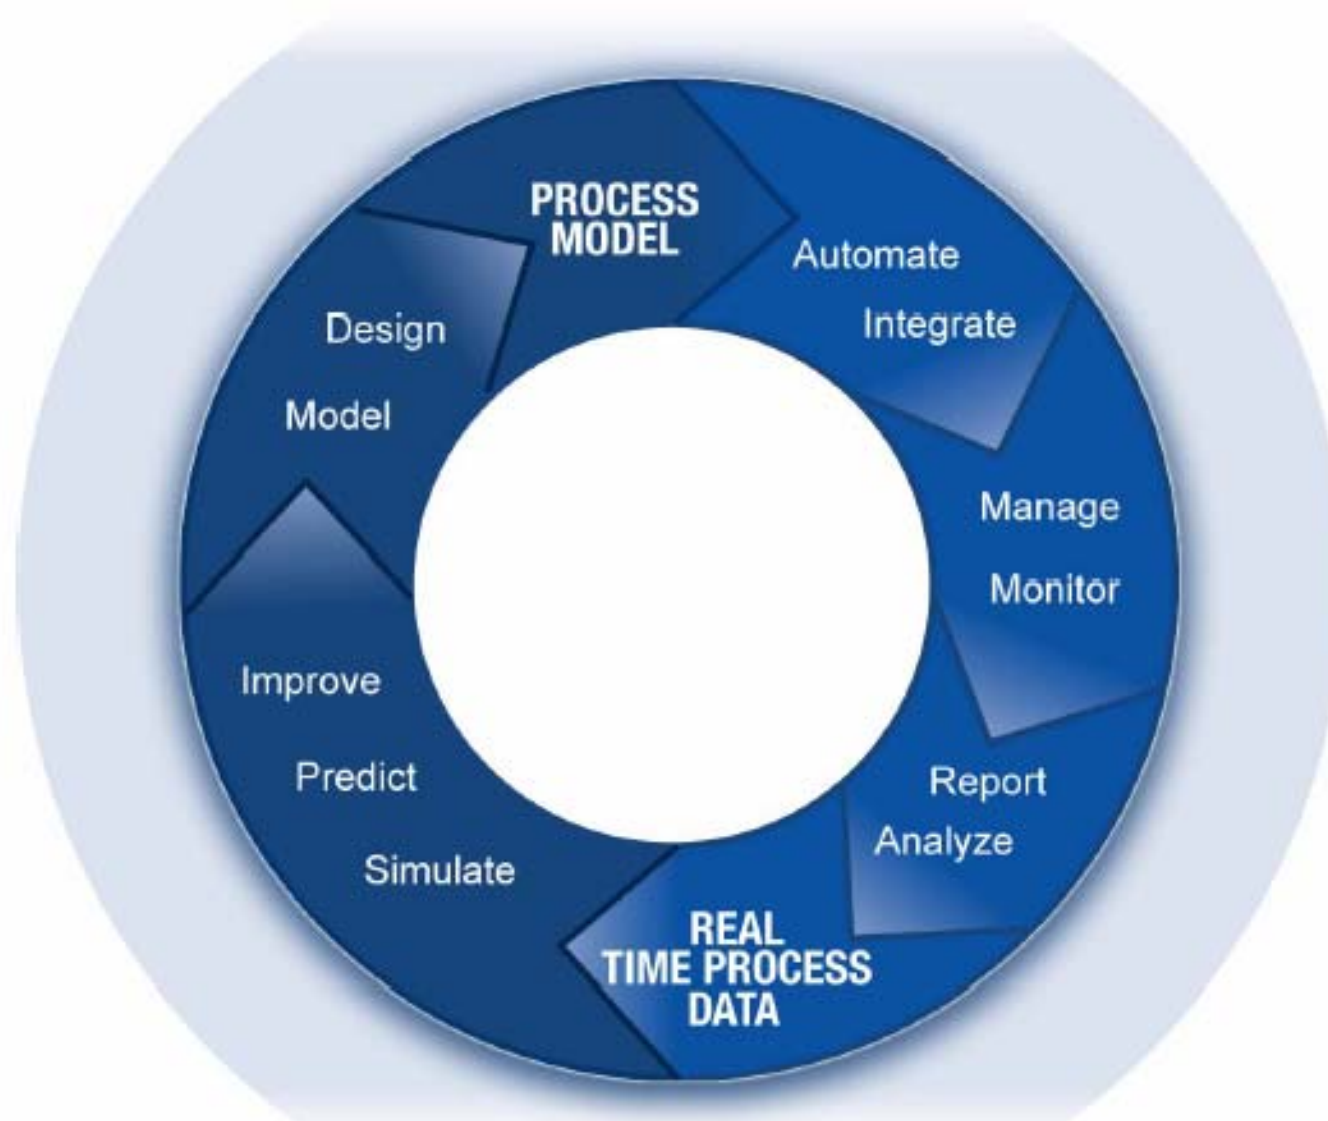 PROCESS
MODEL
Automate
Integrate
Manage
Monitor
Report
Analyze
REAL
TIME PROCESS
DATA
Simulate
Predict
Improve
Model
Design